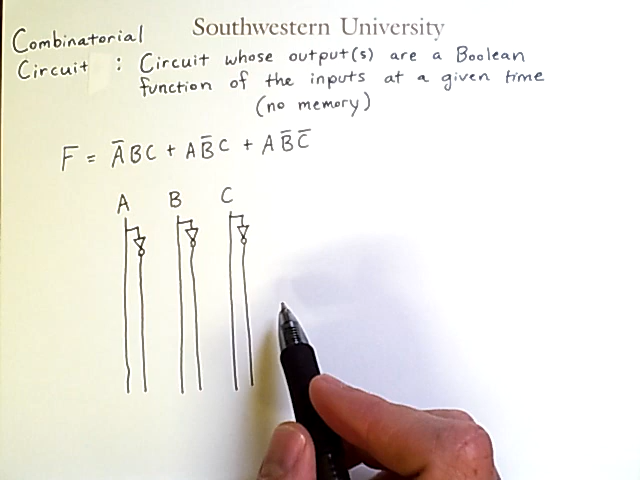 Southwestern University
Combinatorial
Circuit : Circuit whose output(s) are a Boolean
function of the inputs at a given time
(no memory)
F = A̅BC + AB̅C + AB̅C̅
A B C